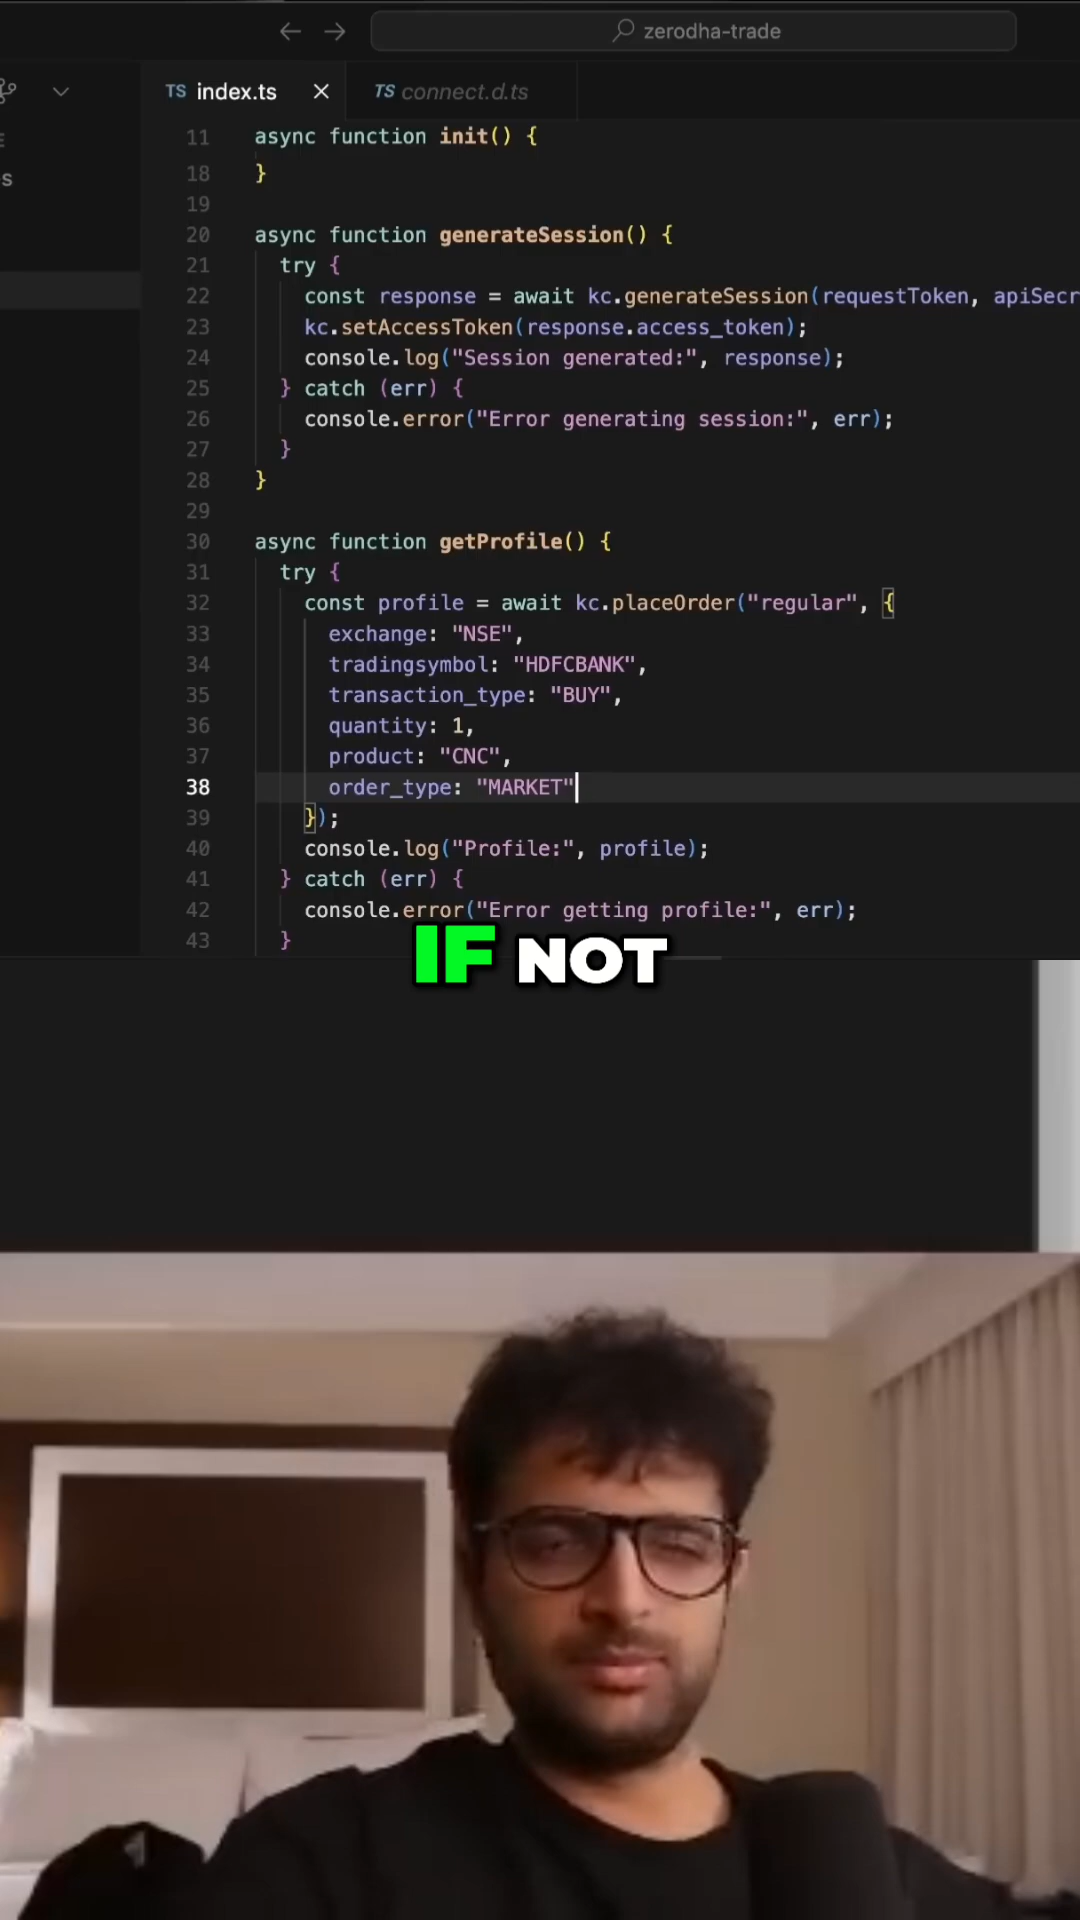 zerodha-trade
TS index.ts
TS connect.d.ts
s
11 async function init() {
18 }
19
20 async function generateSession() {
21 try {
22 const response = await kc.generateSession(requestToken, apiSecr
23 kc.setAccessToken(response.access_token);
24 console.log("Session generated:", response);
25 } catch (err) {
26 console.error("Error generating session:", err);
27 }
28 }
29
30 async function getProfile() {
31 try {
32 const profile = await kc.placeOrder("regular", {
33 exchange: "NSE",
34 tradingsymbol: "HDFCBANK",
35 transaction_type: "BUY",
36 quantity: 1,
37 product: "CNC",
38 order_type: "MARKET"
39 });
40 console.log("Profile:", profile);
41 } catch (err) {
42 console.error("Error getting profile:", err);
43 }
IF NOT